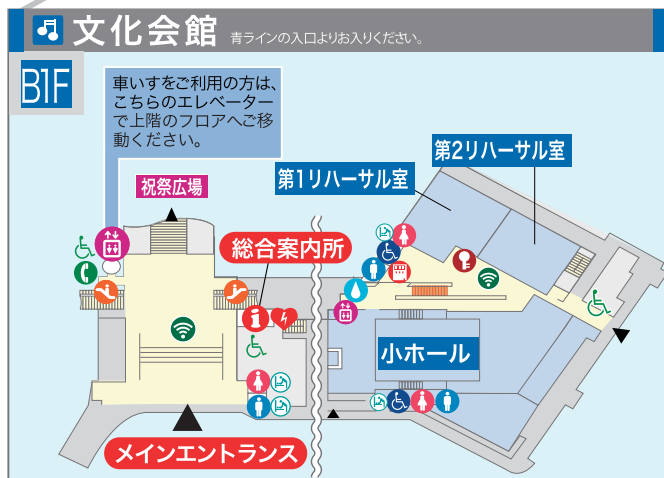 文化会館 青ラインの入口よりお入りください。
B1F
車いすをご利用の方は、
こちらのエレベーター
で上階のフロアへご移
動ください。
第2リハーサル室
第1リハーサル室
祝祭広場
総合案内所
小ホール
メインエントランス